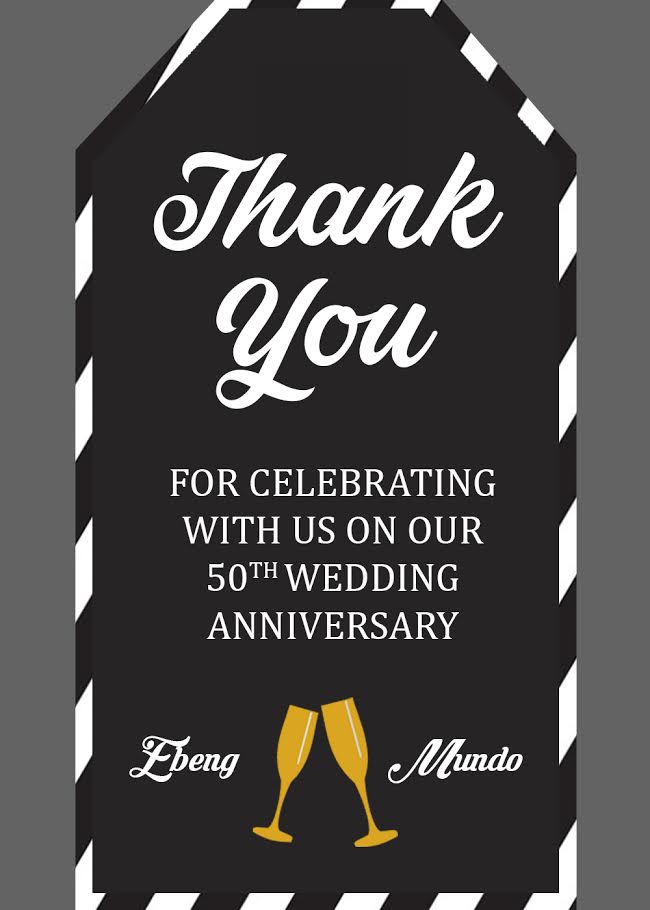 Thank
You
FOR CELEBRATING
WITH US ON OUR
50TH WEDDING
ANNIVERSARY
Ebeng
Mundo